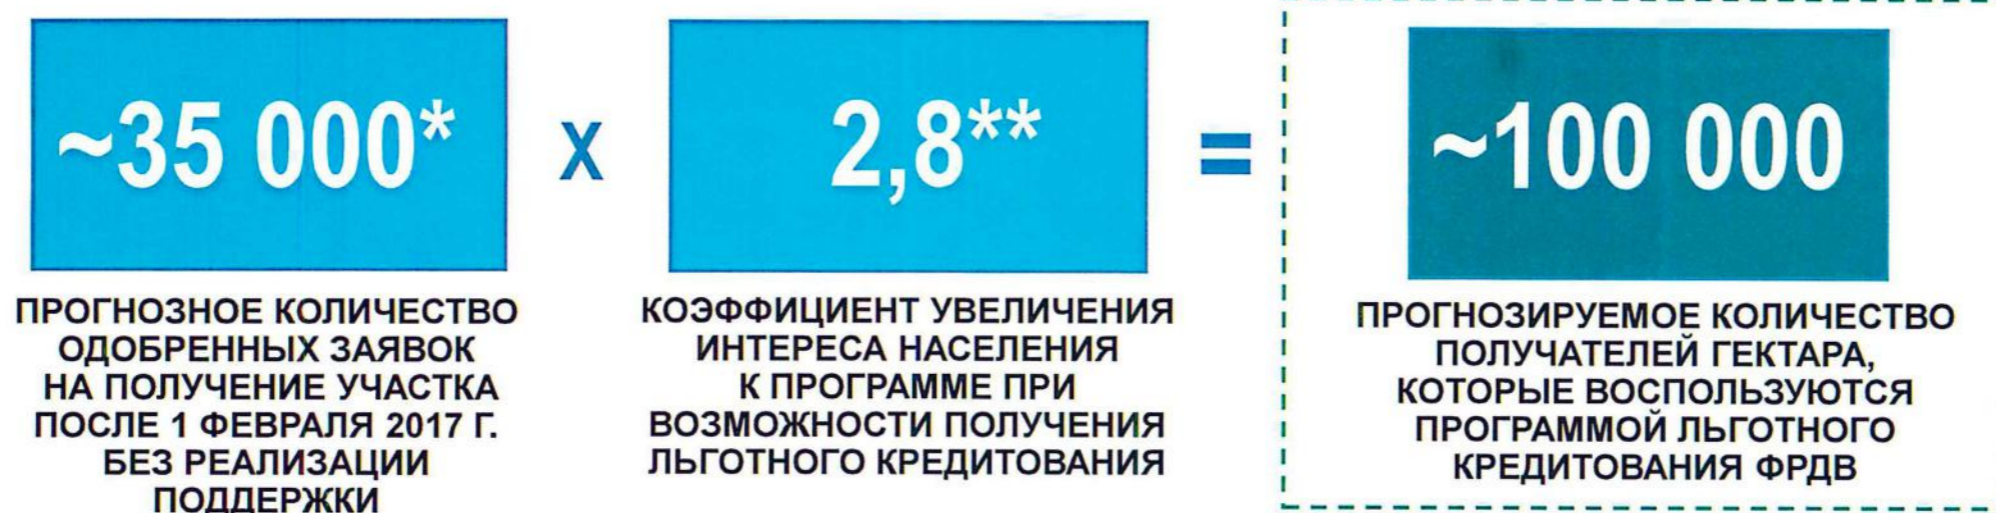 ~35 000*
ПРОГНОЗНОЕ КОЛИЧЕСТВО
ОДОБРЕННЫХ ЗАЯВОК
НА ПОЛУЧЕНИЕ УЧАСТКА
ПОСЛЕ 1 ФЕВРАЛЯ 2017 Г.
БЕЗ РЕАЛИЗАЦИИ
ПОДДЕРЖКИ
X
2,8**
КОЭФФИЦИЕНТ УВЕЛИЧЕНИЯ
ИНТЕРЕСА НАСЕЛЕНИЯ
К ПРОГРАММЕ ПРИ
ВОЗМОЖНОСТИ ПОЛУЧЕНИЯ
ЛЬГОТНОГО КРЕДИТОВАНИЯ
=
~100 000
ПРОГНОЗИРУЕМОЕ КОЛИЧЕСТВО
ПОЛУЧАТЕЛЕЙ ГЕКТАРА,
КОТОРЫЕ ВОСПОЛЬЗУЮТСЯ
ПРОГРАММОЙ ЛЬГОТНОГО
КРЕДИТОВАНИЯ ФРДВ